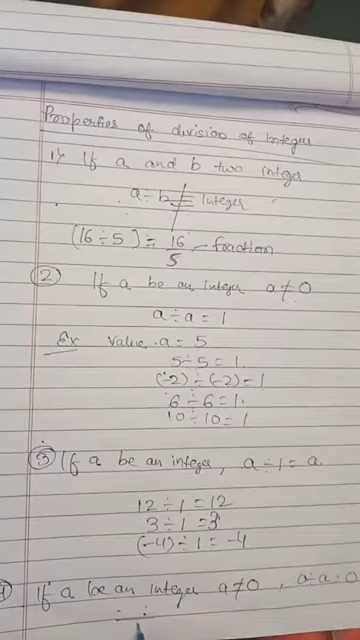 Properties of division of Integers
1) If a and b two integer
a ÷ b ≠ Integer
(16 ÷ 5) = 16/5 – fraction
② If a be an integer a ≠ 0
a ÷ a = 1
Ex Value a = 5
5 ÷ 5 = 1.
(-2) ÷ (-2) = 1
6 ÷ 6 = 1.
10 ÷ 10 = 1
③ If a be an integer, a ÷ 1 = a.
12 ÷ 1 = 12
3 ÷ 1 = 3
(-4) ÷ 1 = -4
If a be an integer a ≠ 0,